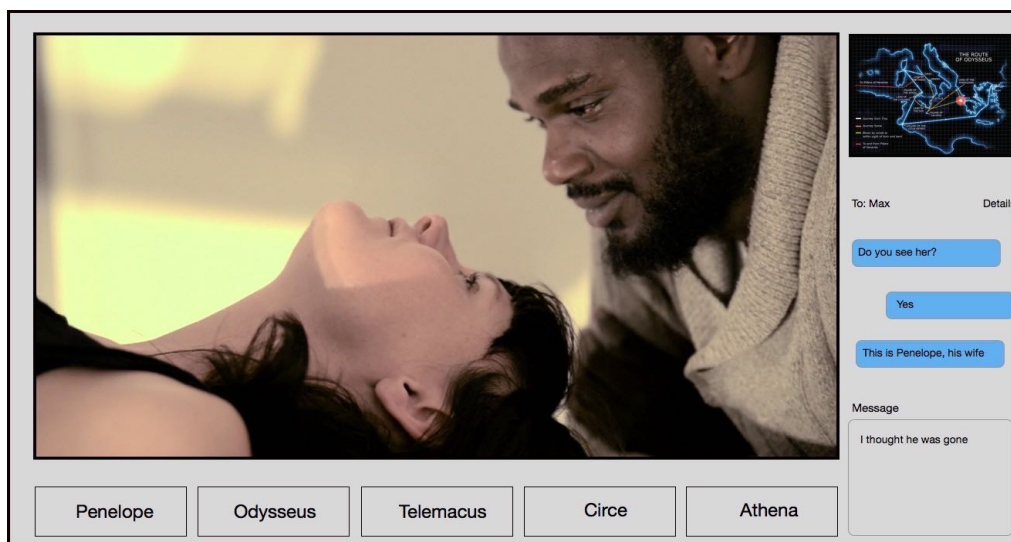 THE ROUTE
OF ODYSSEUS
To: Max
Details
Do you see her?
Yes
This is Penelope, his wife
Message
I thought he was gone
Penelope
Odysseus
Telemacus
Circe
Athena